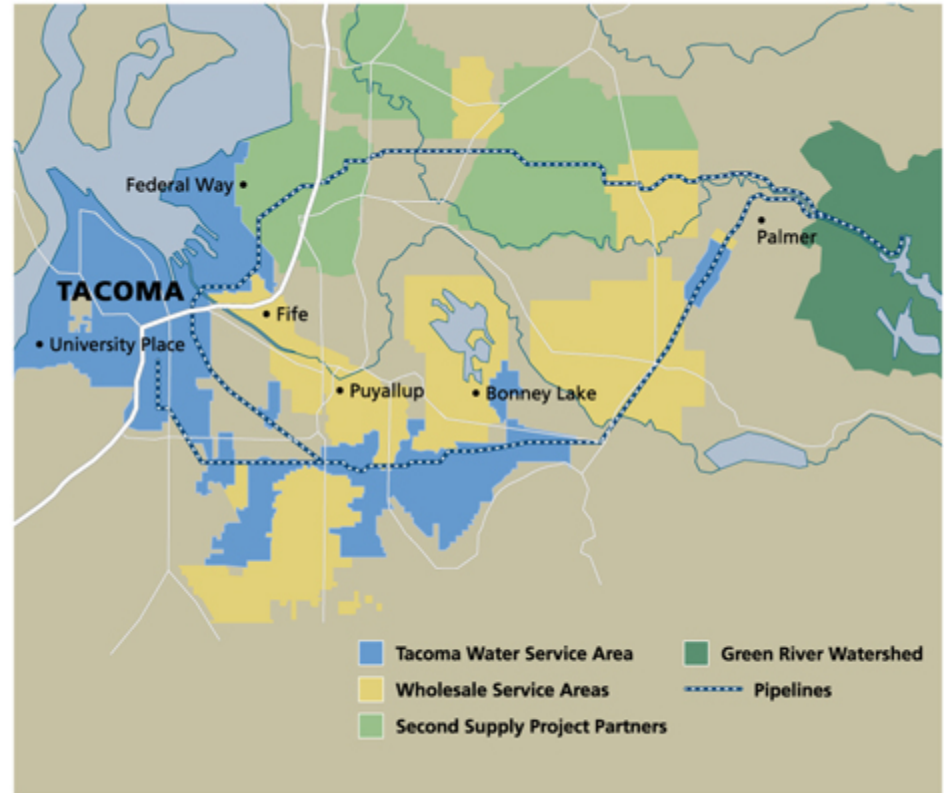 Federal Way
Palmer
TACOMA
Fife
University Place
Puyallup
Bonney Lake
Tacoma Water Service Area
Green River Watershed
Wholesale Service Areas
Pipelines
Second Supply Project Partners